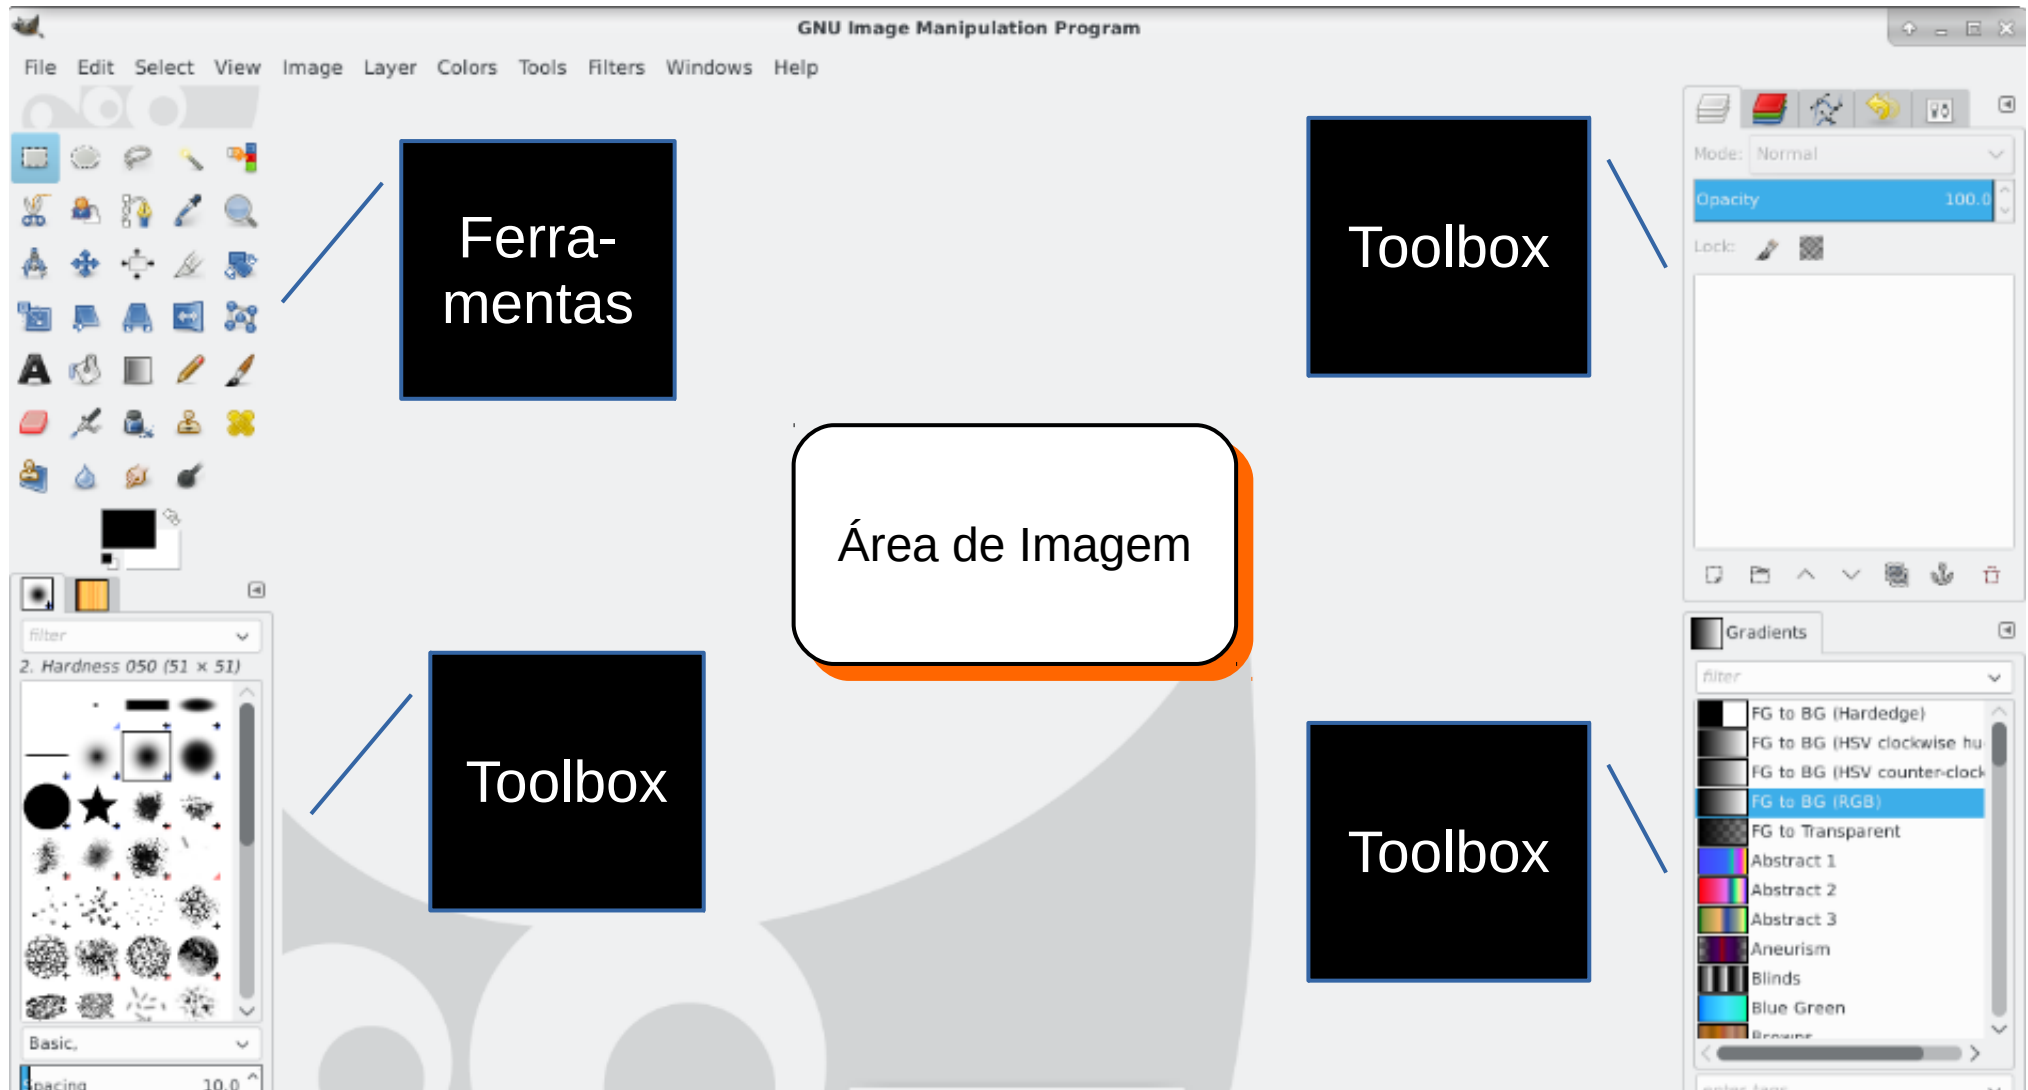 GNU Image Manipulation Program
File Edit Select View Image Layer Colors Tools Filters Windows Help
Ferra-
mentas
Toolbox
Mode: Normal
Opacity 100.0
Lock:
Área de Imagem
filter
2. Hardness 050 (51 × 51)
Toolbox
Basic,
Spacing 10.0
Toolbox
Gradients
filter
FG to BG (Hardedge)
FG to BG (HSV clockwise hu
FG to BG (HSV counter-clock
FG to BG (RGB)
FG to Transparent
Abstract 1
Abstract 2
Abstract 3
Aneurism
Blinds
Blue Green
Browns